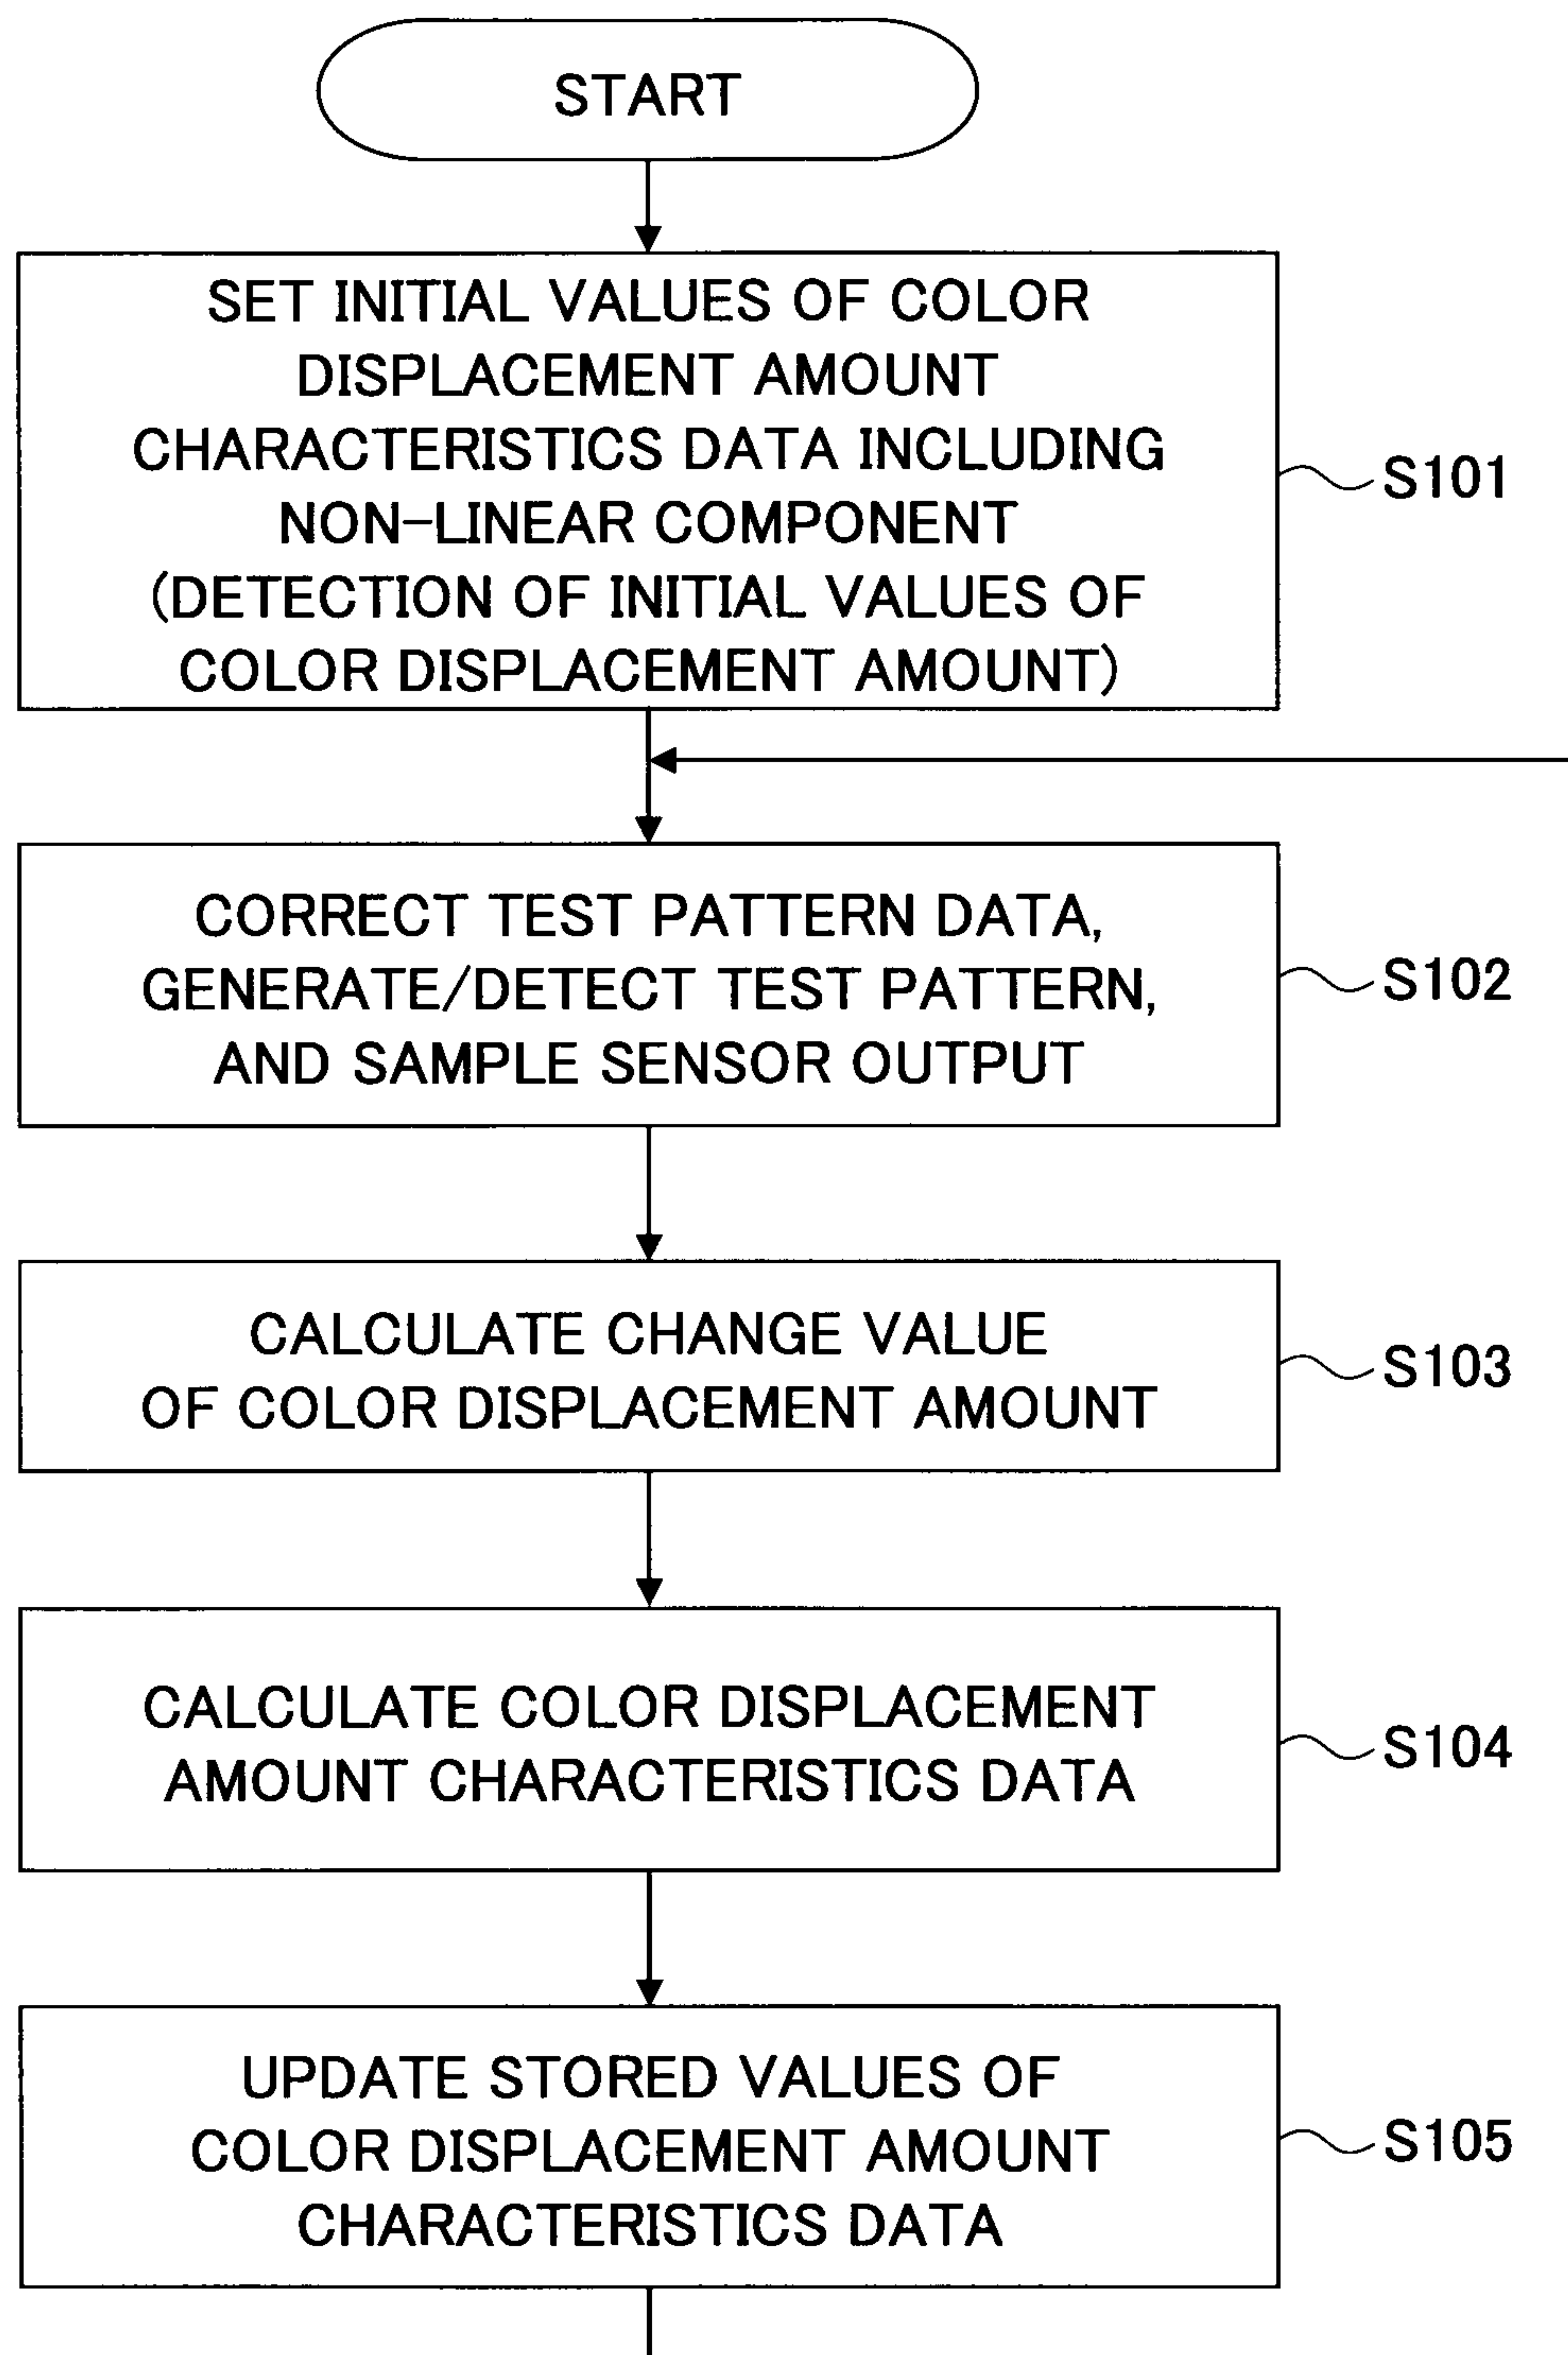 START
SET INITIAL VALUES OF COLOR
DISPLACEMENT AMOUNT
CHARACTERISTICS DATA INCLUDING
NON-LINEAR COMPONENT
(DETECTION OF INITIAL VALUES OF
COLOR DISPLACEMENT AMOUNT)
S101
CORRECT TEST PATTERN DATA,
GENERATE/DETECT TEST PATTERN,
AND SAMPLE SENSOR OUTPUT
S102
CALCULATE CHANGE VALUE
OF COLOR DISPLACEMENT AMOUNT
S103
CALCULATE COLOR DISPLACEMENT
AMOUNT CHARACTERISTICS DATA
S104
UPDATE STORED VALUES OF
COLOR DISPLACEMENT AMOUNT
CHARACTERISTICS DATA
S105